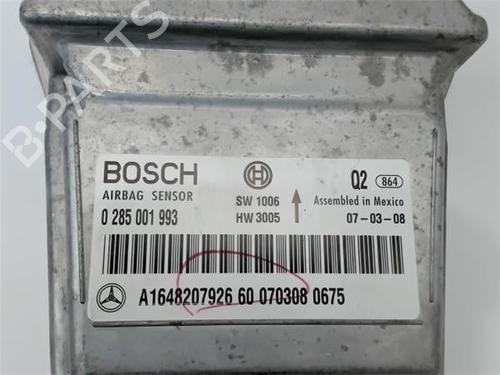 B-PARTS
BOSCH
AIRBAG SENSOR
0 285 001 993
SW 1006
HW 3005
Q2 864
Assembled in Mexico
07-03-08
A1648207926 60 070308 0675